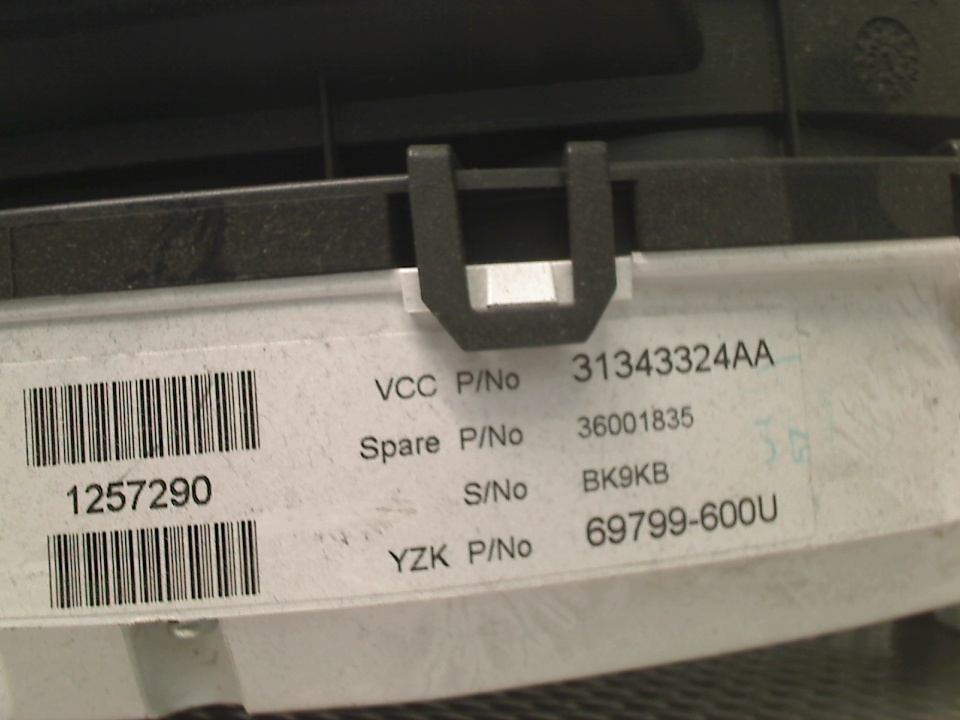 VCC P/No 31343324AA
Spare P/No 36001835
1257290
S/No BK9KB
YZK P/No 69799-600U